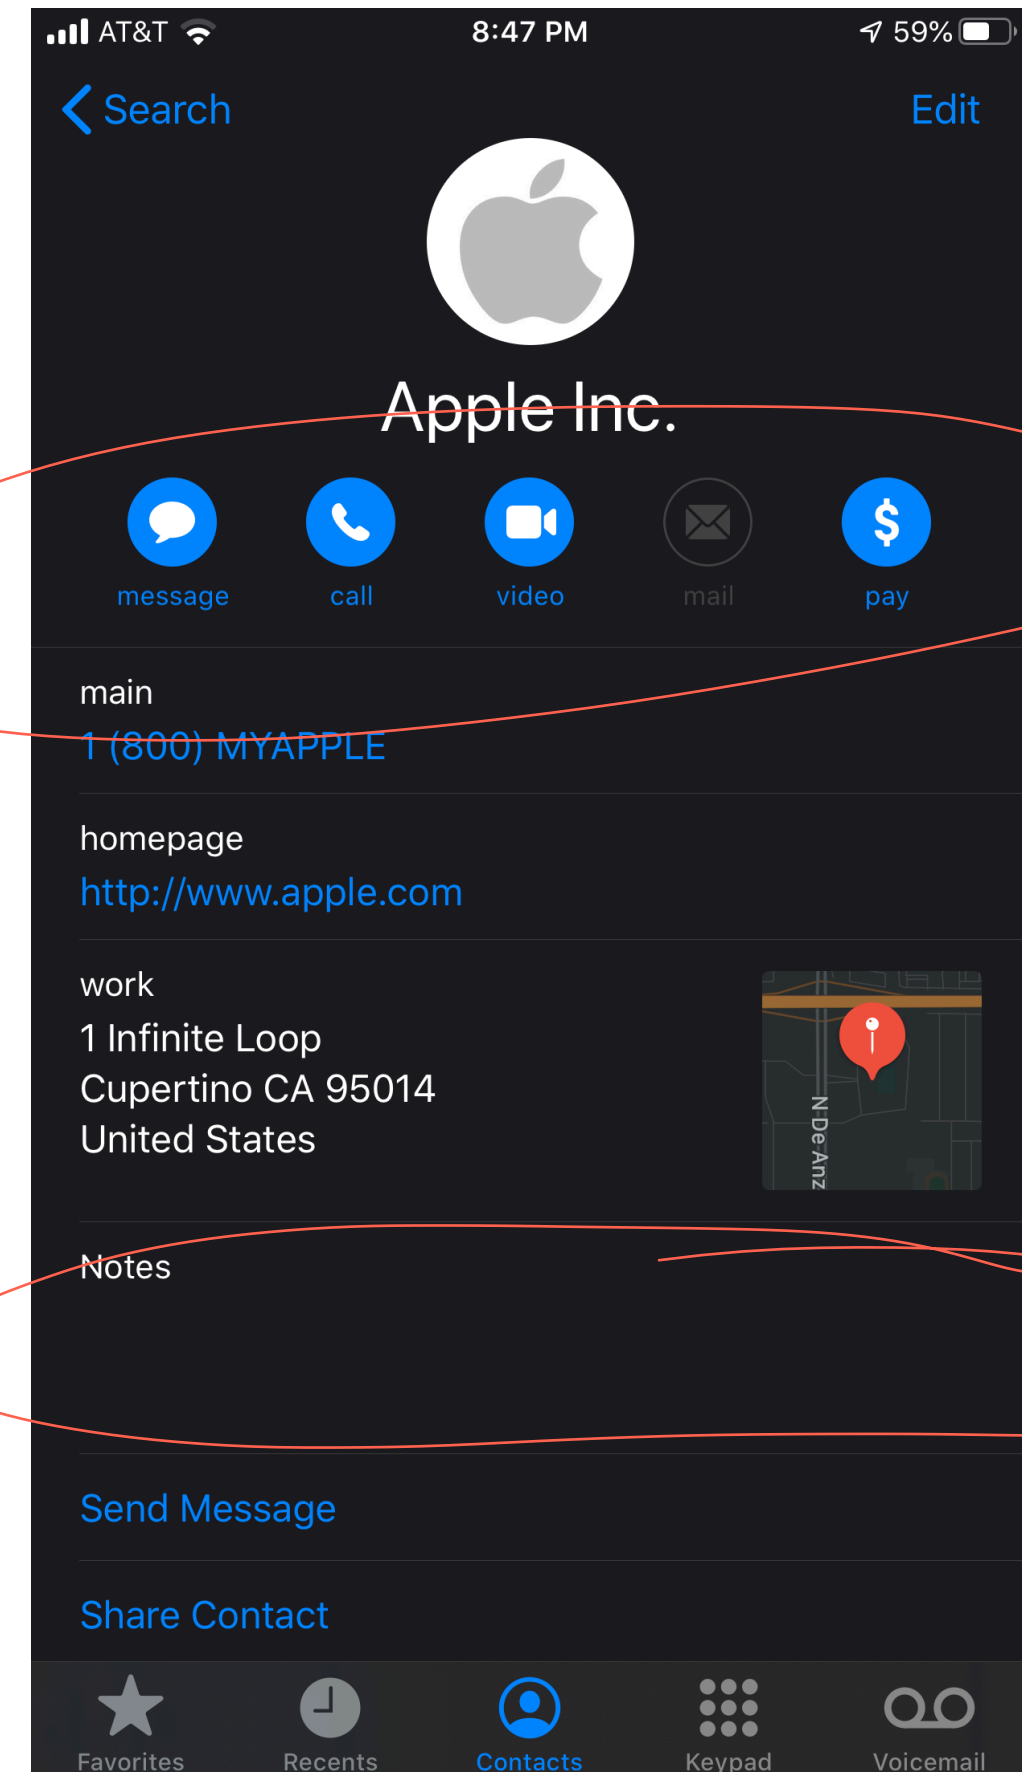 AT&T 8:47 PM 59%
Search Edit
Apple Inc.
message call video mail pay
main
1 (800) MYAPPLE
homepage
http://www.apple.com
work
1 Infinite Loop
Cupertino CA 95014
United States
N De Anz
Notes
Send Message
Share Contact
Favorites Recents Contacts Keypad Voicemail